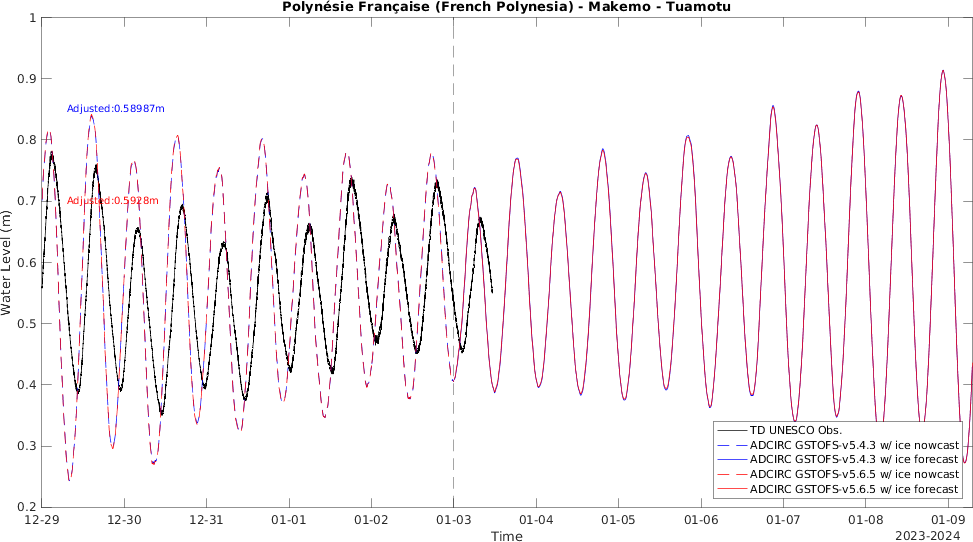 Polynésie Française (French Polynesia) - Makemo - Tuamotu
1
0.9
0.8
0.7
0.6
0.5
0.4
0.3
0.2
Water Level (m)
Adjusted:0.58987m
Adjusted:0.5928m
TD UNESCO Obs.
ADCIRC GSTOFS-v5.4.3 w/ ice nowcast
ADCIRC GSTOFS-v5.4.3 w/ ice forecast
ADCIRC GSTOFS-v5.6.5 w/ ice nowcast
ADCIRC GSTOFS-v5.6.5 w/ ice forecast
12-29 12-30 12-31 01-01 01-02 01-03 01-04 01-05 01-06 01-07 01-08 01-09
Time
2023-2024